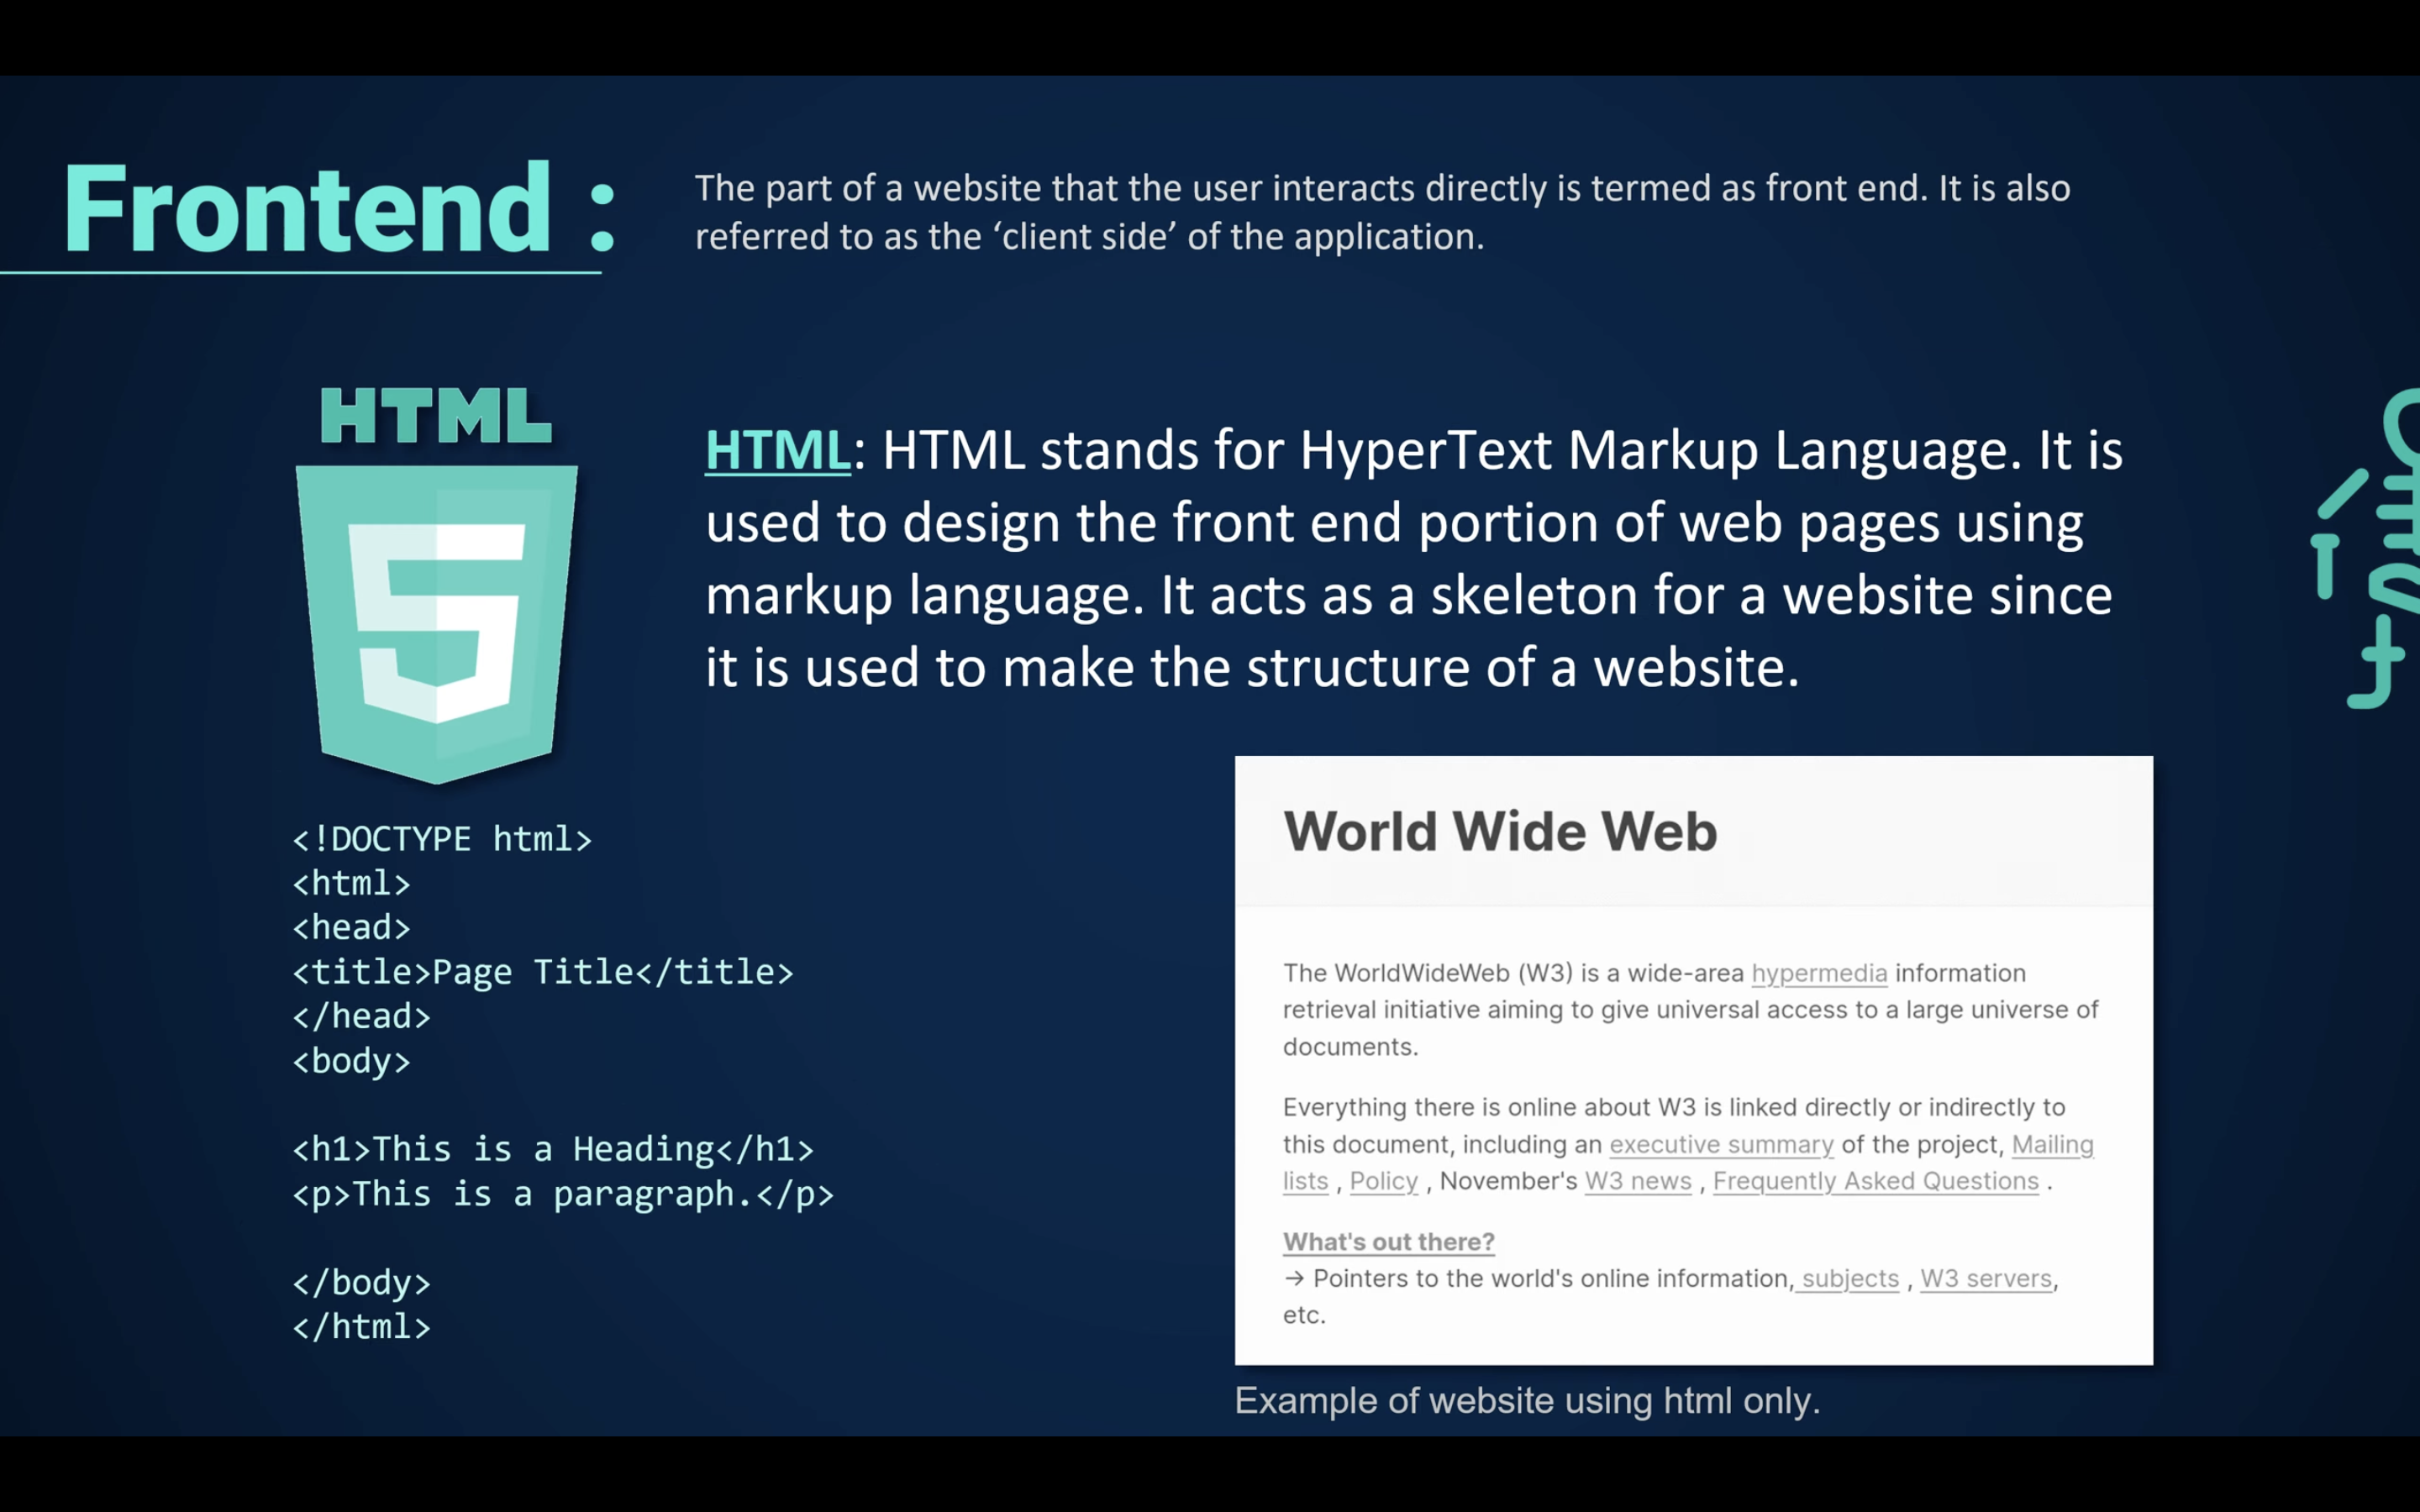 Frontend :
The part of a website that the user interacts directly is termed as front end. It is also
referred to as the ‘client side’ of the application.
HTML
5
HTML: HTML stands for HyperText Markup Language. It is
used to design the front end portion of web pages using
markup language. It acts as a skeleton for a website since
it is used to make the structure of a website.
<!DOCTYPE html>
<html>
<head>
<title>Page Title</title>
</head>
<body>
<h1>This is a Heading</h1>
<p>This is a paragraph.</p>
</body>
</html>
World Wide Web
The WorldWideWeb (W3) is a wide-area hypermedia information
retrieval initiative aiming to give universal access to a large universe of
documents.
Everything there is online about W3 is linked directly or indirectly to
this document, including an executive summary of the project, Mailing
lists , Policy , November's W3 news , Frequently Asked Questions .
What's out there?
→ Pointers to the world's online information, subjects , W3 servers,
etc.
Example of website using html only.